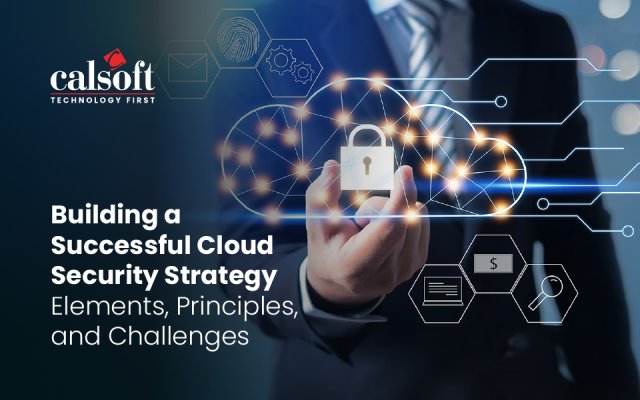 calsoft
TECHNOLOGY FIRST
Building a
Successful Cloud
Security Strategy
Elements, Principles,
and Challenges
$